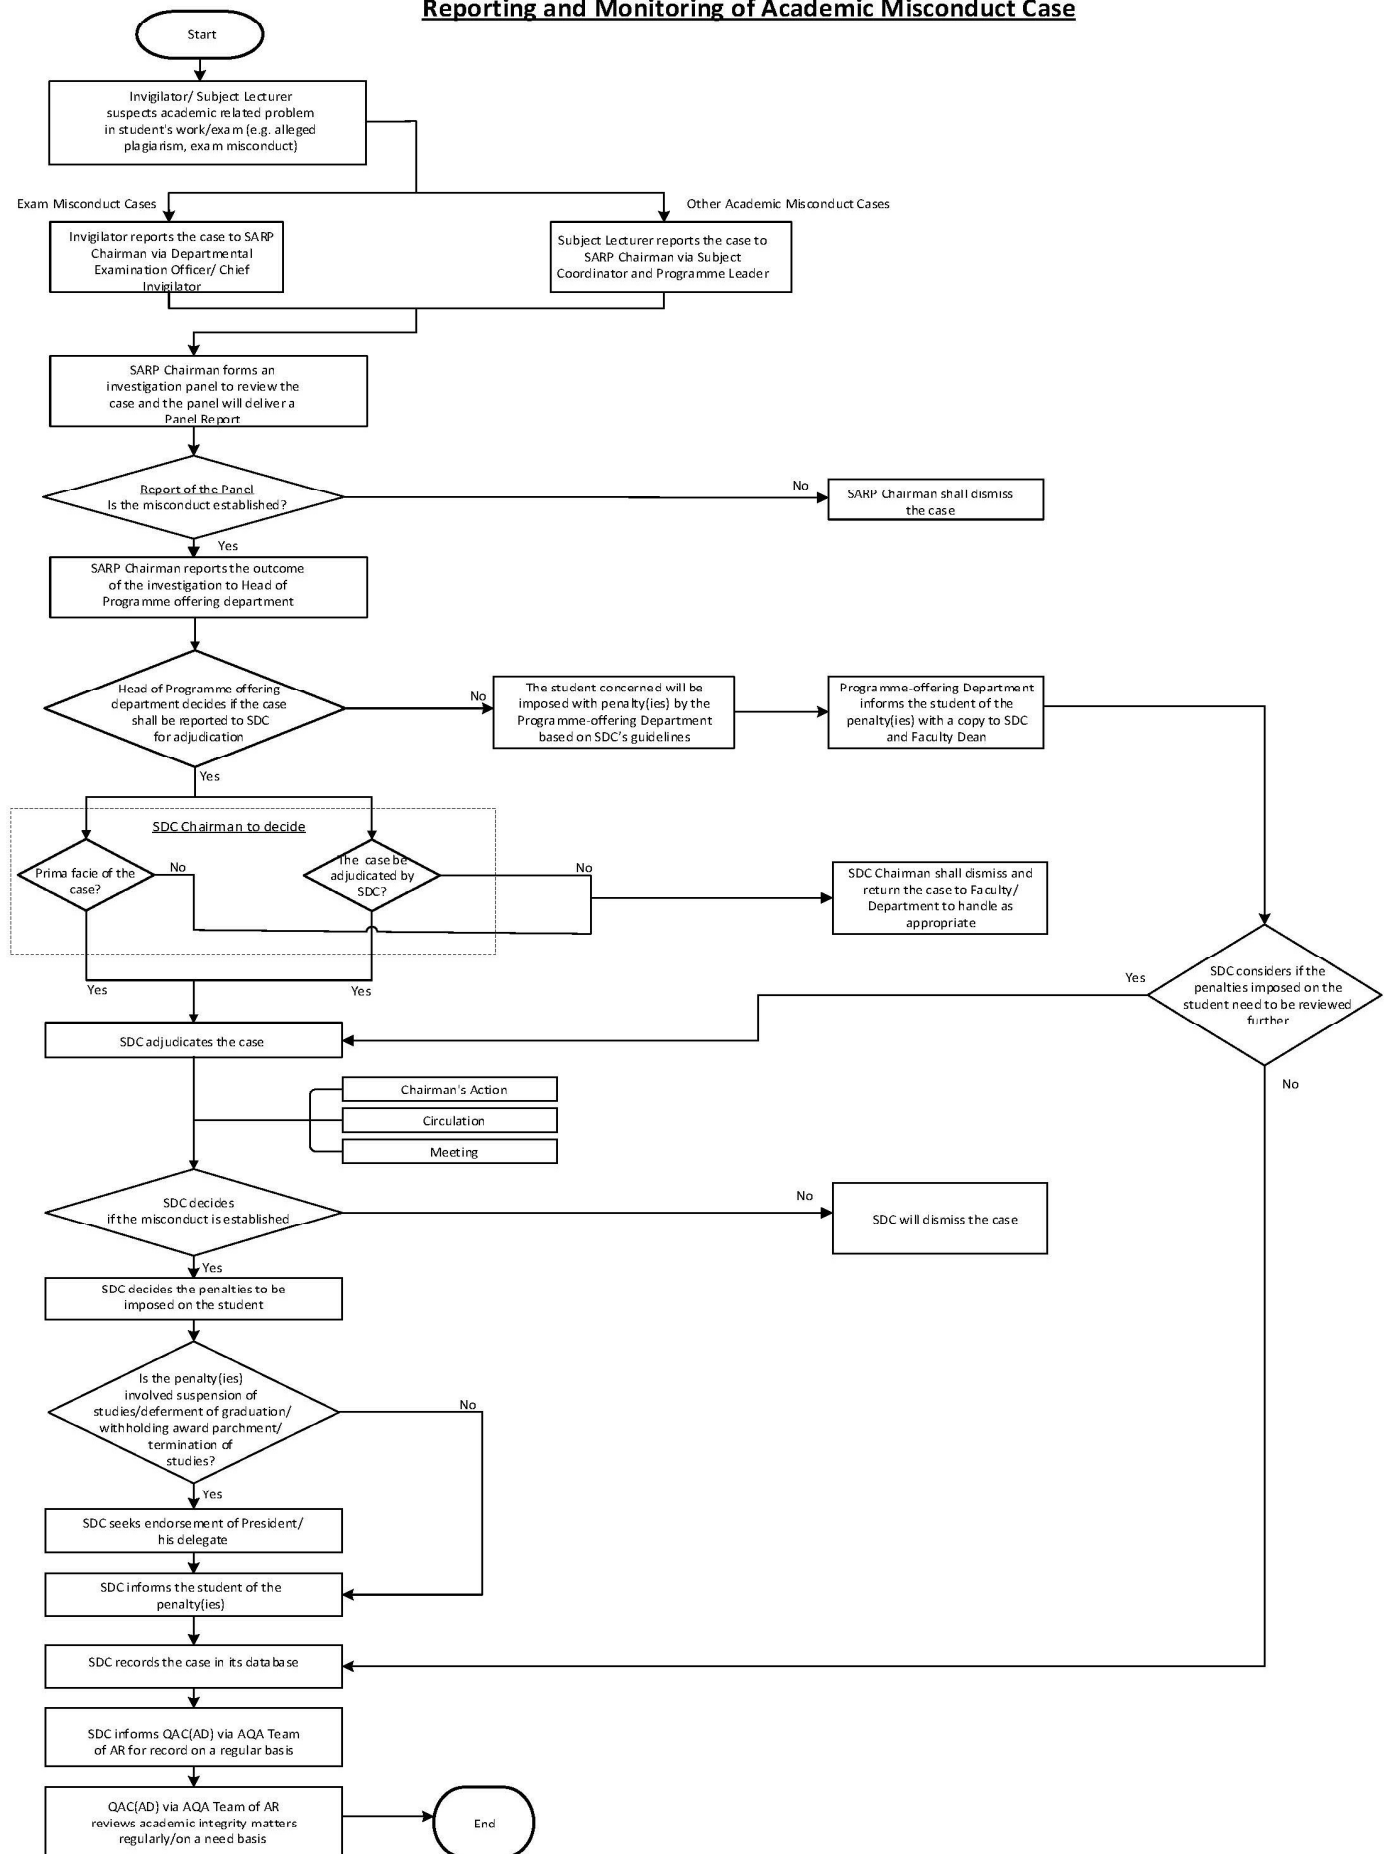 Reporting and Monitoring of Academic Misconduct Case
Start
Invigilator/ Subject Lecturer
suspects academic related problem
in student's work/exam (e.g. alleged
plagiarism, exam misconduct)
Exam Misconduct Cases
Other Academic Misconduct Cases
Invigilator reports the case to SARP
Chairman via Departmental
Examination Officer/ Chief
Invigilator
Subject Lecturer reports the case to
SARP Chairman via Subject
Coordinator and Programme Leader
SARP Chairman forms an
investigation panel to review the
case and the panel will deliver a
Panel Report
Report of the Panel
Is the misconduct established?
No
SARP Chairman shall dismiss
the case
Yes
SARP Chairman reports the outcome
of the investigation to Head of
Programme offering department
Head of Programme offering
department decides if the case
shall be reported to SDC
for adjudication
No
The student concerned will be
imposed with penalty(ies) by the
Programme-offering Department
based on SDC's guidelines
Programme-offering Department
informs the student of the
penalty(ies) with a copy to SDC
and Faculty Dean
Yes
SDC Chairman to decide
Prima facie of the
case?
No
The case be
adjudicated by
SDC?
No
SDC Chairman shall dismiss and
return the case to Faculty/
Department to handle as
appropriate
Yes
Yes
SDC considers if the
penalties imposed on the
student need to be reviewed
further
Yes
No
SDC adjudicates the case
Chairman's Action
Circulation
Meeting
SDC decides
if the misconduct is established
No
SDC will dismiss the case
Yes
SDC decides the penalties to be
imposed on the student
Is the penalty(ies)
involved suspension of
studies/deferment of graduation/
withholding award parchment/
termination of
studies?
No
Yes
SDC seeks endorsement of President/
his delegate
SDC informs the student of the
penalty(ies)
SDC records the case in its database
SDC informs QAC(AD) via AQA Team
of AR for record on a regular basis
QAC(AD) via AQA Team of AR
reviews academic integrity matters
regularly/on a need basis
End